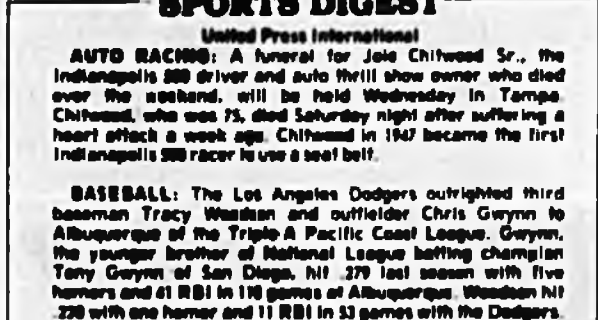 SPORTS DIGEST
United Press International
AUTO RACING: A funeral for Joie Chitwood Sr., the
Indianapolis 500 driver and auto thrill show owner who died
over the weekend, will be held Wednesday in Tampa.
Chitwood, who was 75, died Saturday night after suffering a
heart attack a week ago. Chitwood in 1947 became the first
Indianapolis 500 racer to use a seat belt.
BASEBALL: The Los Angeles Dodgers outrighted third
baseman Tracy Woodson and outfielder Chris Gwynn to
Albuquerque of the Triple-A Pacific Coast League. Gwynn,
the younger brother of National League batting champion
Tony Gwynn of San Diego, hit .279 last season with five
homers and 41 RBI in 110 games at Albuquerque. Woodson hit
with one homer and 11 RBI in 53 games with the Dodgers.